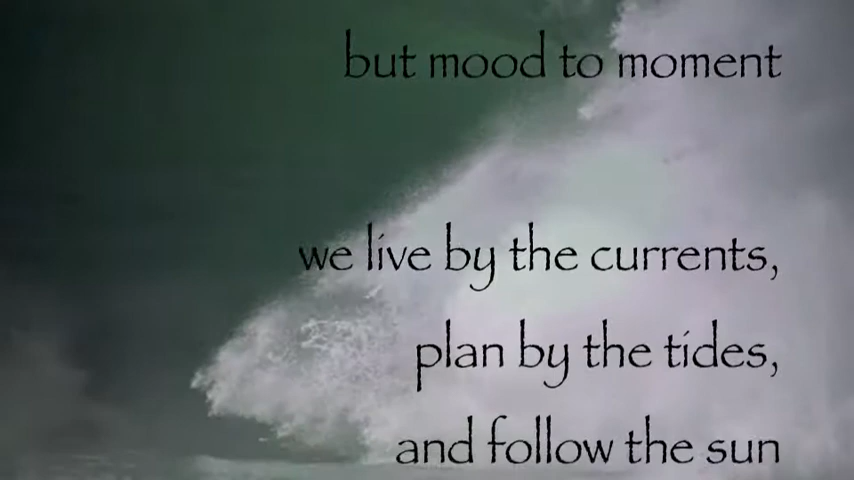 but mood to moment
we live by the currents,
plan by the tides,
and follow the sun